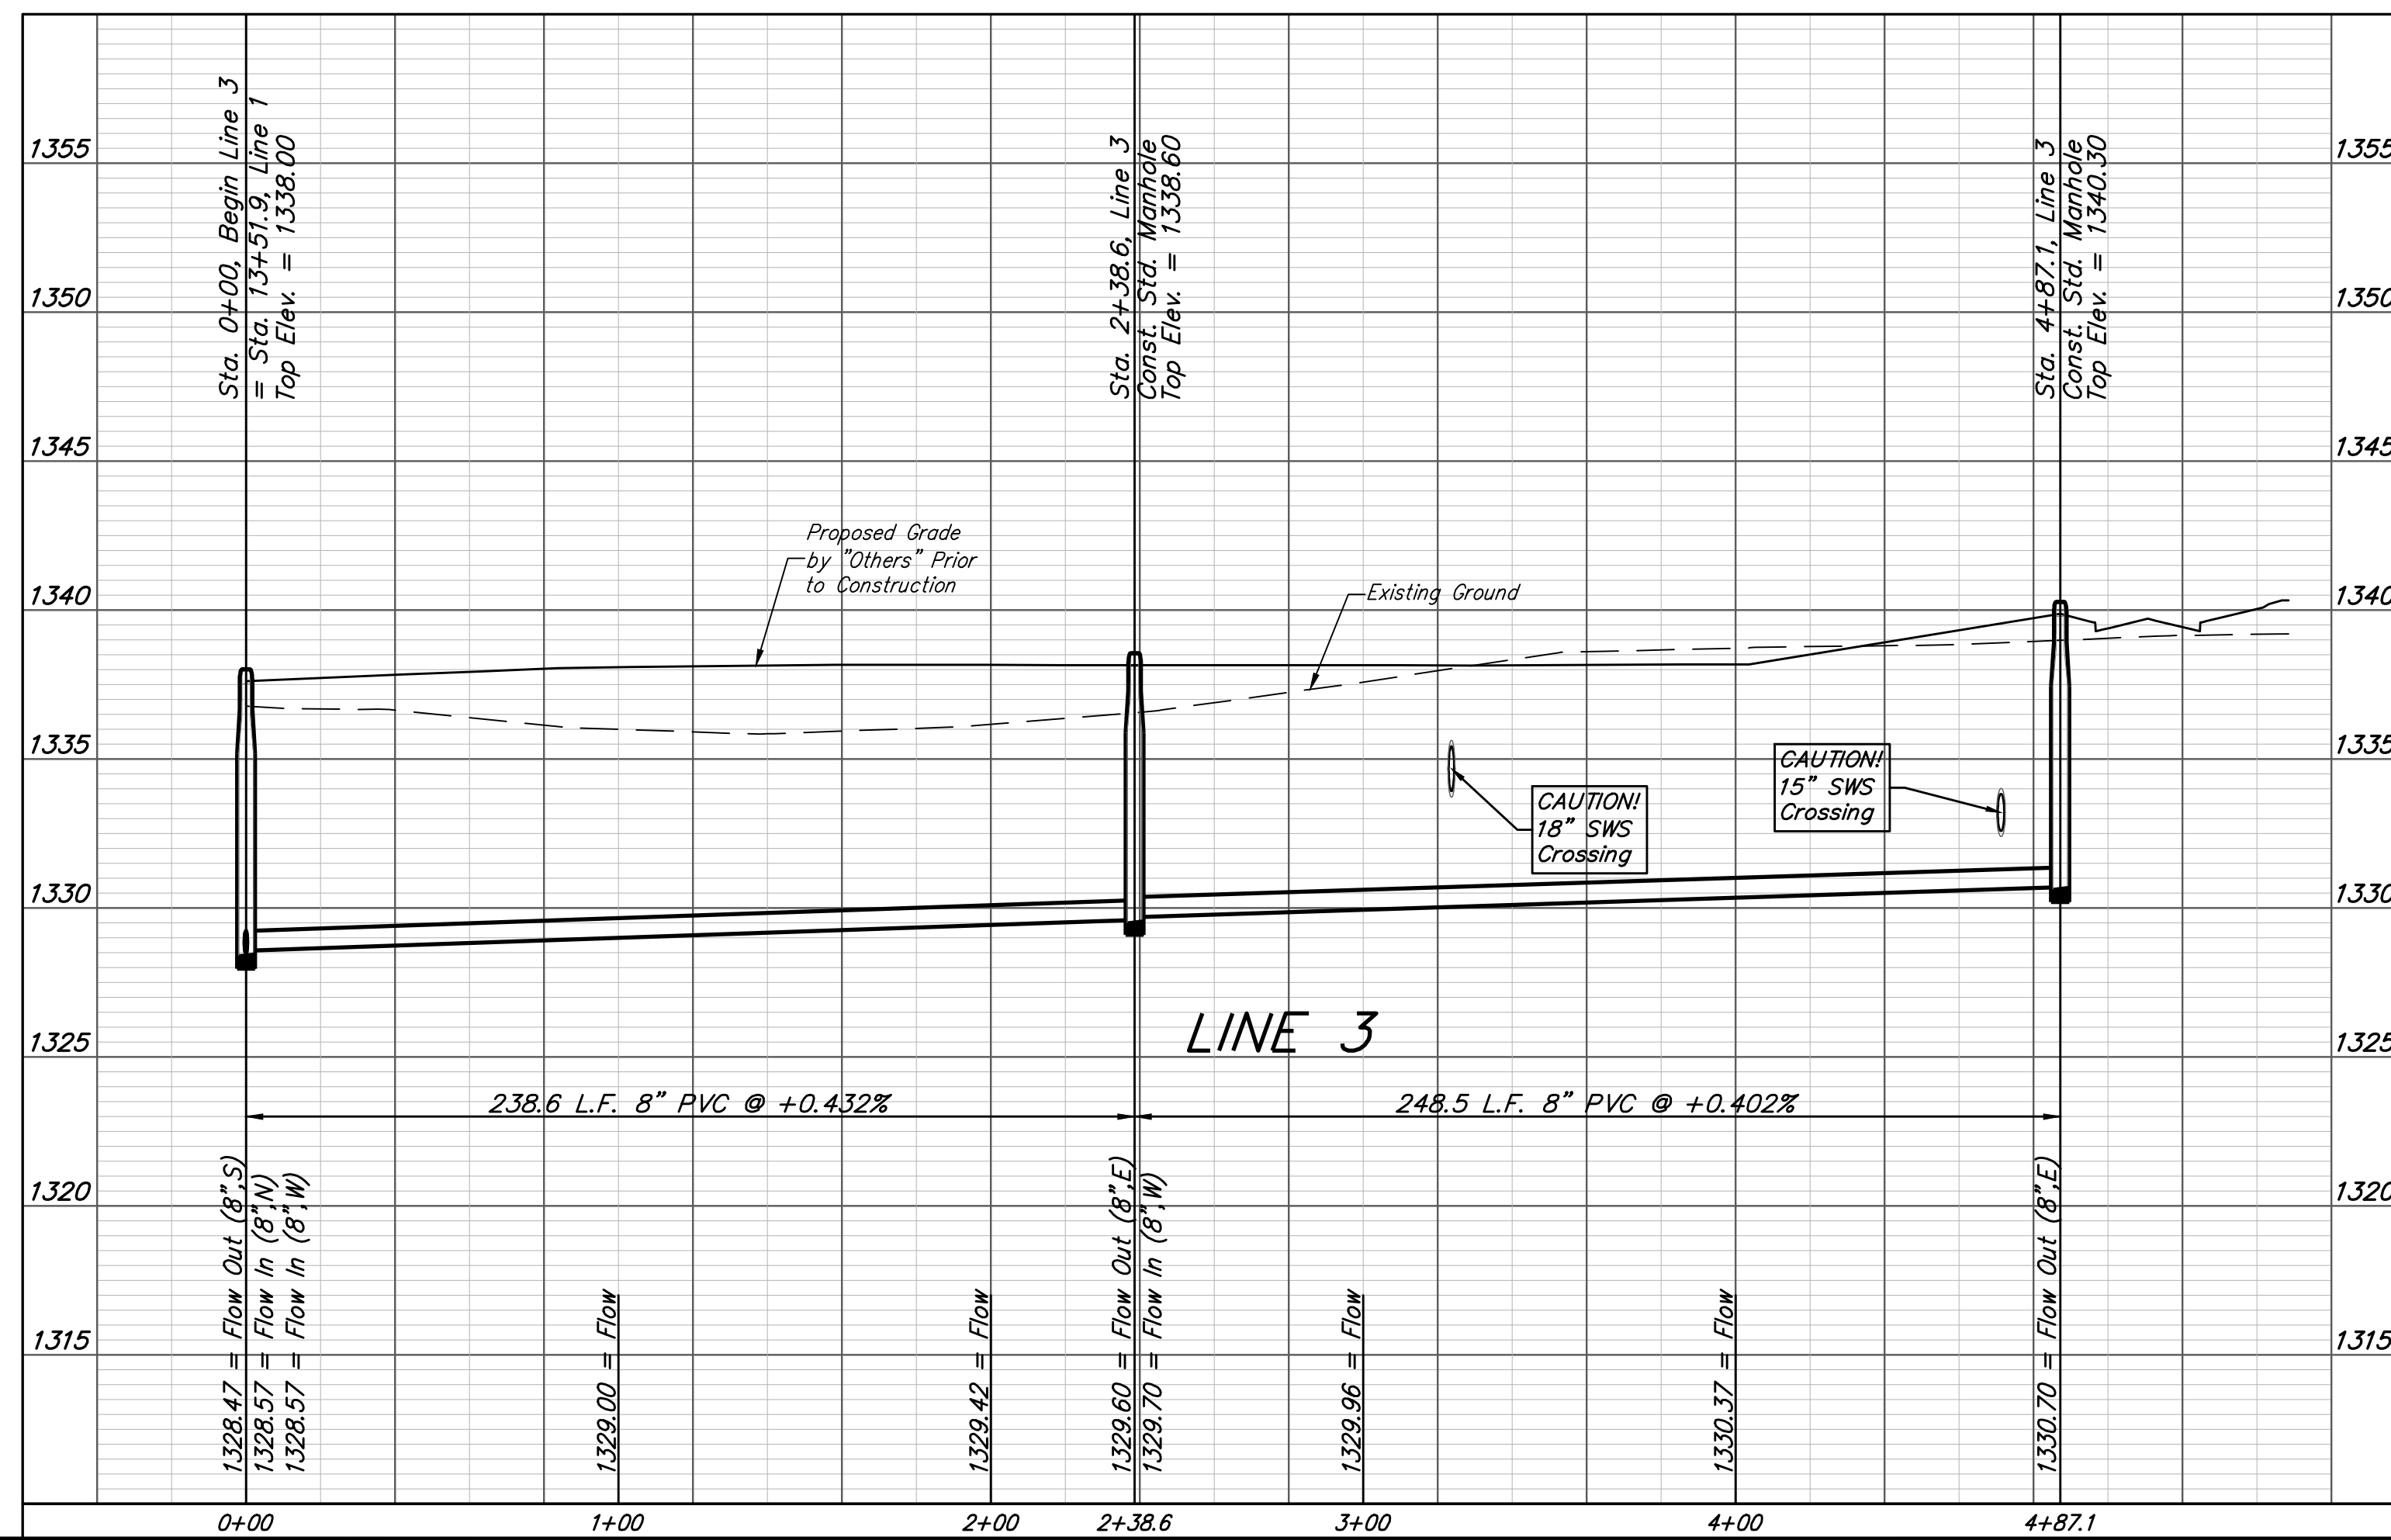 Sta. 0+00, Begin Line 3
= Sta. 13+51.9, Line 1
Top Elev. = 1338.00
Sta. 2+38.6, Line 3
Const. Std. Manhole
Top Elev. = 1338.60
Sta. 4+87.1, Line 3
Const. Std. Manhole
Top Elev. = 1340.30
1355
1355
1350
1350
1345
1345
Proposed Grade
by "Others" Prior
to Construction
Existing Ground
1340
1340
1335
1335
CAUTION!
18" SWS
Crossing
CAUTION!
15" SWS
Crossing
1330
1330
LINE 3
1325
1325
238.6 L.F. 8" PVC @ +0.432%
248.5 L.F. 8" PVC @ +0.402%
1320
1320
1315
1315
1328.47 = Flow Out (8",S)
1328.57 = Flow In (8",N)
1328.57 = Flow In (8",W)
1329.00 = Flow
1329.42 = Flow
1329.60 = Flow Out (8",E)
1329.70 = Flow In (8",W)
1329.96 = Flow
1330.37 = Flow
1330.70 = Flow Out (8",E)
0+00
1+00
2+00
2+38.6
3+00
4+00
4+87.1